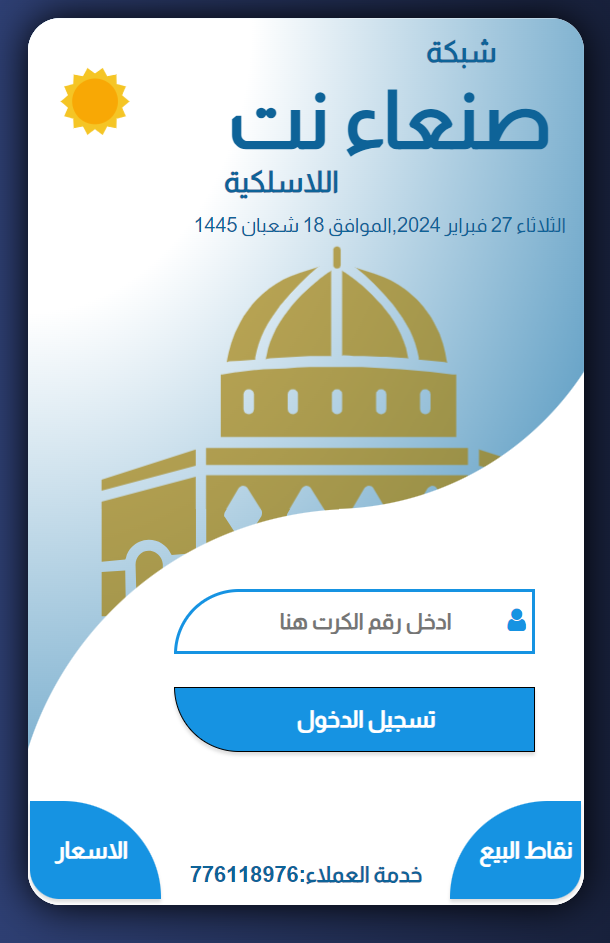 شبكة
صنعاء نت
اللاسلكية
الثلاثاء 27 فبراير 2024,الموافق 18 شعبان 1445
ادخل رقم الكرت هنا
تسجيل الدخول
نقاط البيع
الاسعار
خدمة العملاء:776118976